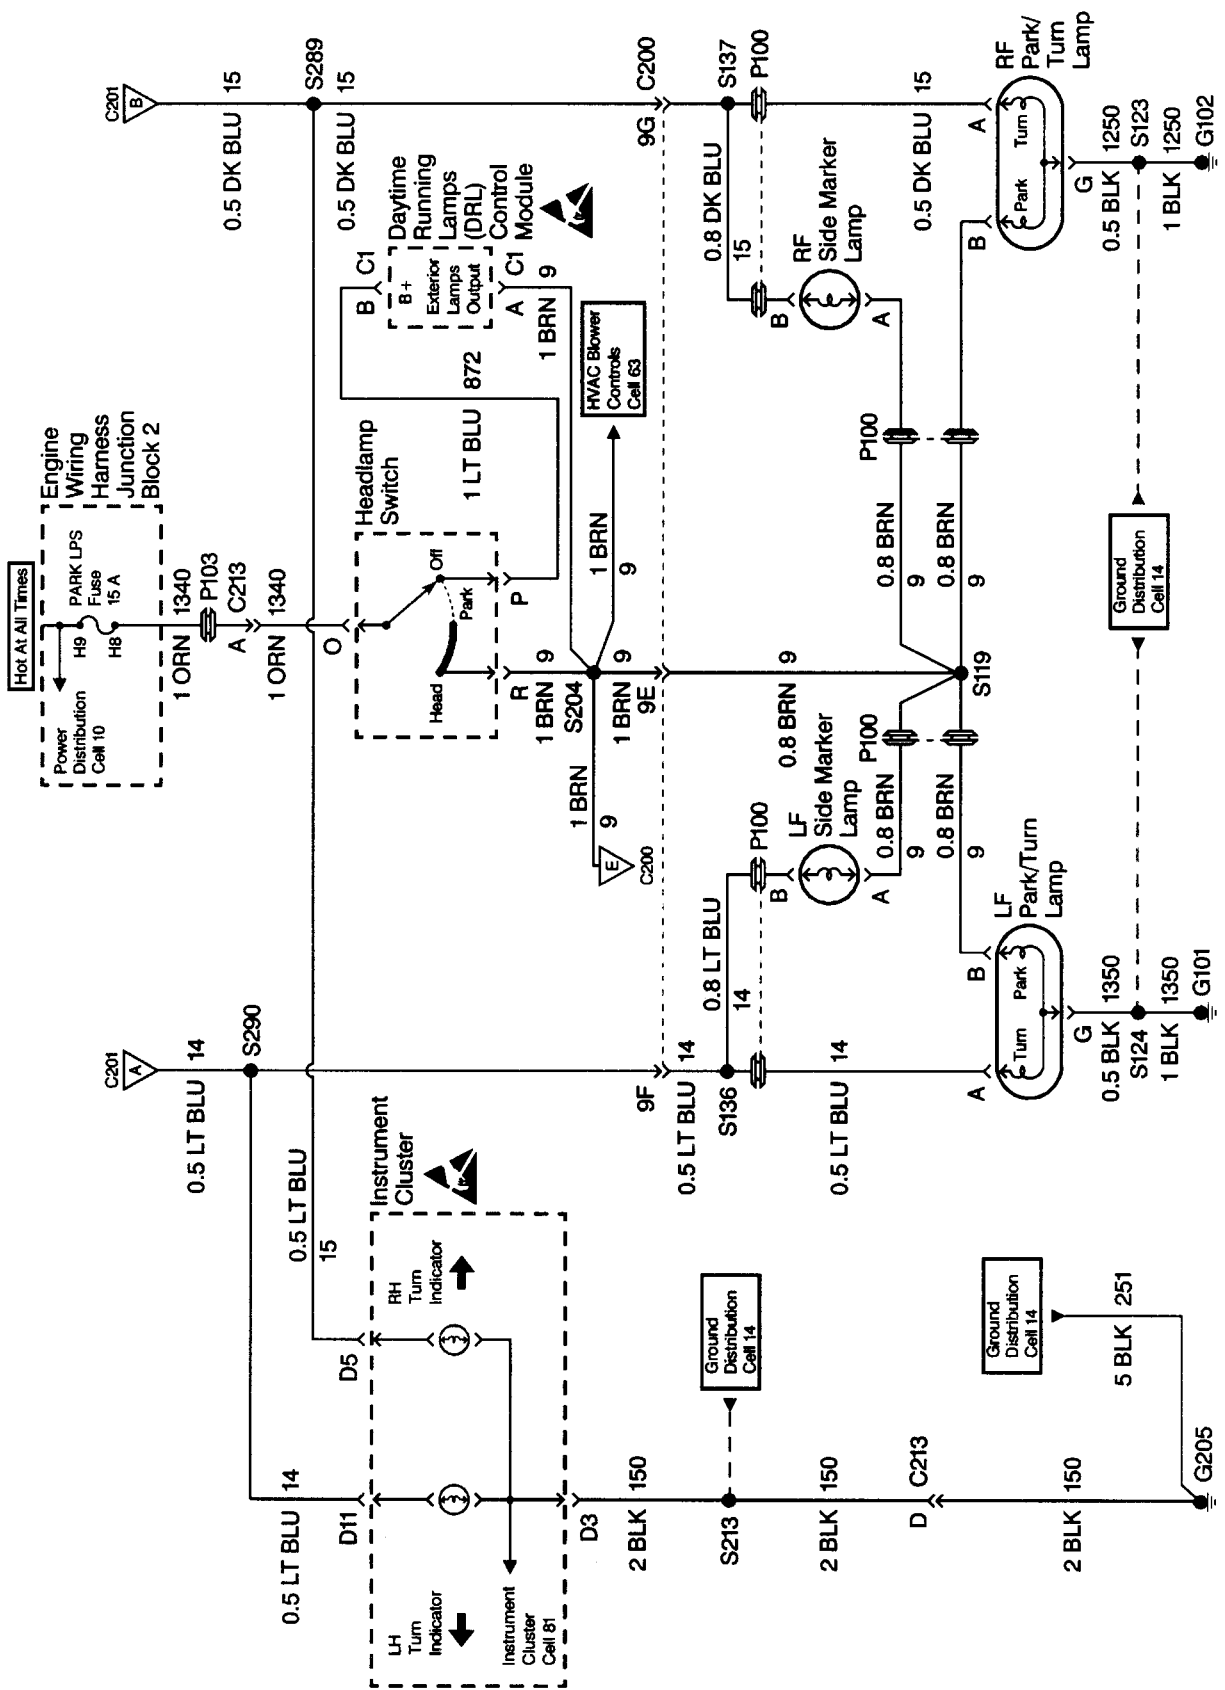 Hot At All Times
Engine
Wiring
Harness
Junction
Block 2
Power
Distribution
Cell 10
H9
H8
PARK LPS
Fuse
15 A
1 ORN 1340
P103
A C213
1 ORN 1340
O
Headlamp
Switch
Head
Park
Off
R
P
1 BRN 9
S204
1 BRN 9
9E
1 BRN
9
E
C200
1 BRN
9
HVAC Blower
Controls
Cell 63
1 LT BLU 872
B C1
B +
Exterior
Lamps
Output
A C1
1 BRN 9
Daytime
Running
Lamps
(DRL)
Control
Module
C201
A
0.5 LT BLU 14
S290
0.5 LT BLU 14
D11
0.5 LT BLU
15
D5
Instrument
Cluster
LH
Turn
Indicator
RH
Turn
Indicator
Instrument
Cluster
Cell 81
D3
2 BLK 150
S213
Ground
Distribution
Cell 14
2 BLK 150
D C213
2 BLK 150
G205
Ground
Distribution
Cell 14
5 BLK 251
9F
0.5 LT BLU 14
S136
0.8 LT BLU
14
P100
B
LF
Side Marker
Lamp
A
0.5 LT BLU 14
0.8 BRN
9
P100
0.8 BRN
9
0.8 BRN 9
S119
A
B
Turn
Park
LF
Park/Turn
Lamp
G
0.5 BLK 1350
S124
1 BLK 1350
G101
Ground
Distribution
Cell 14
C201
B
0.5 DK BLU 15
S289
0.5 DK BLU 15
9G C200
S137
P100
0.8 DK BLU
15
B
RF
Side Marker
Lamp
A
0.5 DK BLU 15
P100
0.8 BRN
9
0.8 BRN
9
B
A
Park
Turn
RF
Park/
Turn
Lamp
G
0.5 BLK 1250
S123
1 BLK 1250
G102